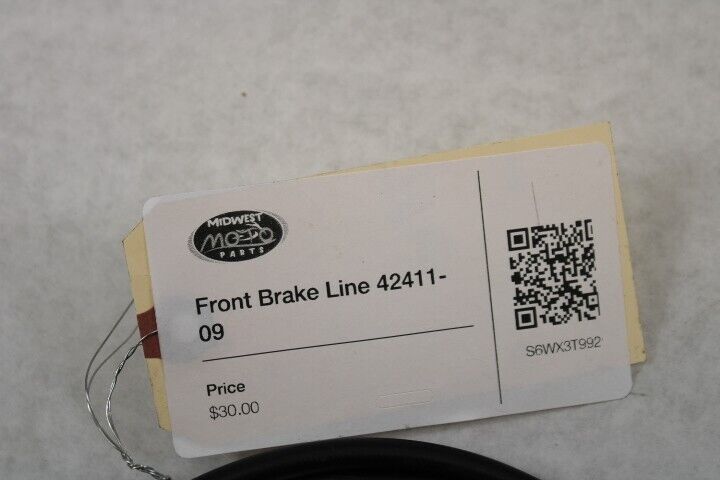 MIDWEST
MOTO
PARTS
Front Brake Line 42411-
09
Price
$30.00
S6WX3T992